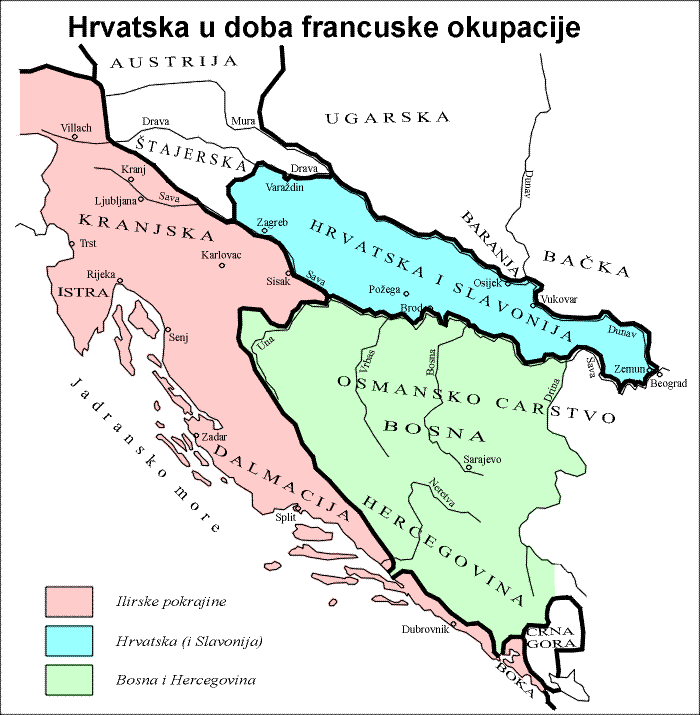 Hrvatska u doba francuske okupacije
AUSTRIJA
UGARSKA
Villach
Drava
Mura
ŠTAJERSKA
Drava
Dunav
Kranj
Varaždin
Ljubljana
Sava
KRANJSKA
Zagreb
HRVATSKA I SLAVONIJA
BARANJA
BAČKA
Trst
Karlovac
Rijeka
Sisak
Sava
Osijek
ISTRA
Požega
Vukovar
Brod
Dunav
Senj
Una
Vrbas
Bosna
Drina
Sava
Zemun
Beograd
OSMANSKO CARSTVO
Jadransko more
BOSNA
Zadar
DALMACIJA
Sarajevo
Neretva
Split
HERCEGOVINA
Ilirske pokrajine
Dubrovnik
CRNA
GORA
Hrvatska (i Slavonija)
BOKA
Bosna i Hercegovina